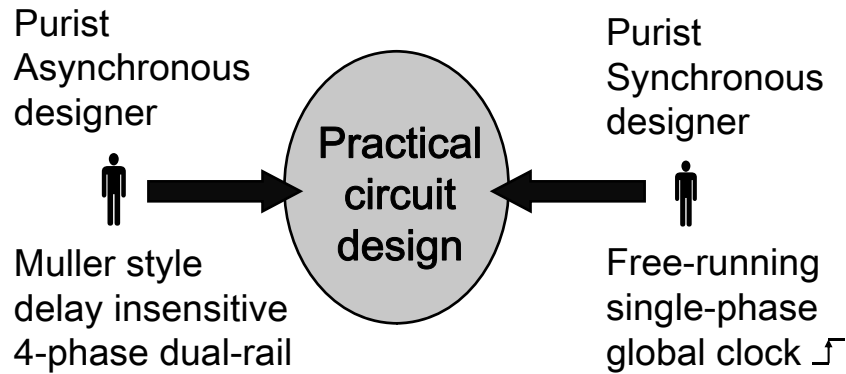 Purist
Asynchronous
designer
Purist
Synchronous
designer
Practical
circuit
design
Muller style
delay insensitive
4-phase dual-rail
Free-running
single-phase
global clock